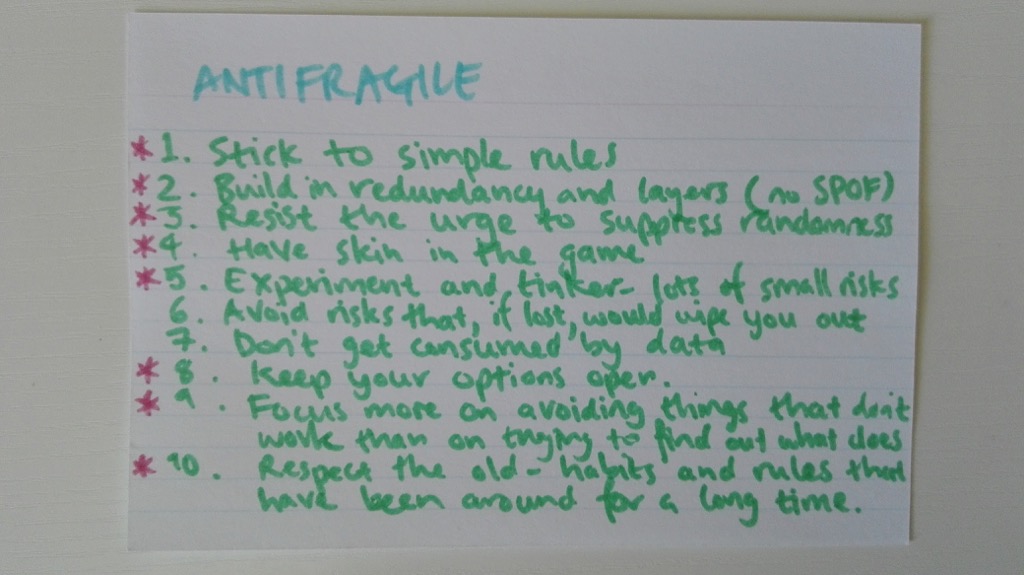 ANTIFRAGILE
* 1. Stick to simple rules
* 2. Build in redundancy and layers (no SPOF)
* 3. Resist the urge to suppress randomness
* 4. Have skin in the game
* 5. Experiment and tinker - lots of small risks
6. Avoid risks that, if lost, would wipe you out
7. Don't get consumed by data
* 8. Keep your options open.
* 9. Focus more on avoiding things that don't
work than on trying to find out what does
* 10. Respect the old - habits and rules that
have been around for a long time.